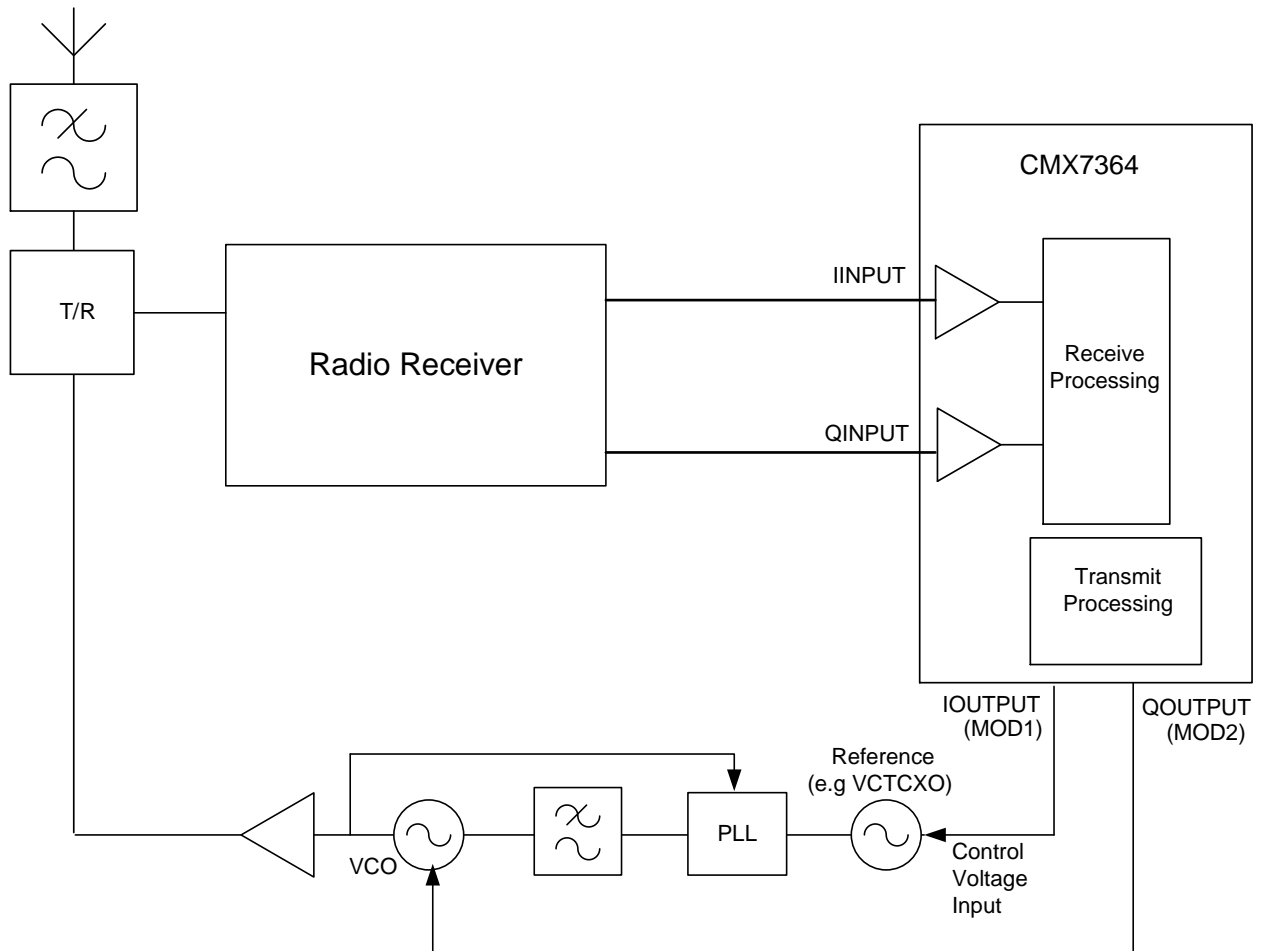 CMX7364
IINPUT
T/R
Radio Receiver
Receive
Processing
QINPUT
Transmit
Processing
IOUTPUT
(MOD1)
QOUTPUT
(MOD2)
Reference
(e.g VCTCXO)
PLL
VCO
Control
Voltage
Input